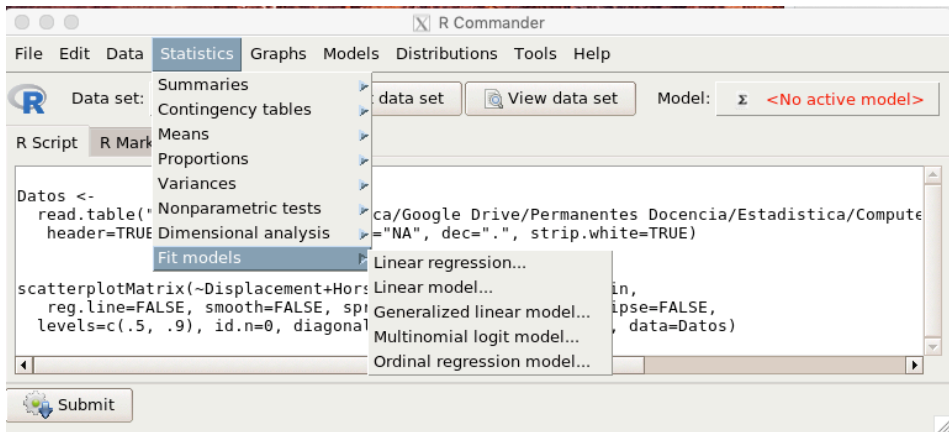 R Commander
File Edit Data Statistics Graphs Models Distributions Tools Help
R Data set: data set View data set Model: Σ <No active model>
R Script R Mark
Summaries
Contingency tables
Means
Proportions
Variances
Nonparametric tests
Dimensional analysis
Fit models
Linear regression...
Linear model...
Generalized linear model...
Multinomial logit model...
Ordinal regression model...
Datos <-
read.table(" ca/Google Drive/Permanentes Docencia/Estadistica/Compute
header=TRUE ="NA", dec=".", strip.white=TRUE)
scatterplotMatrix(~Displacement+Hors in,
reg.line=FALSE, smooth=FALSE, spr ipse=FALSE,
levels=c(.5, .9), id.n=0, diagonal , data=Datos)
Submit